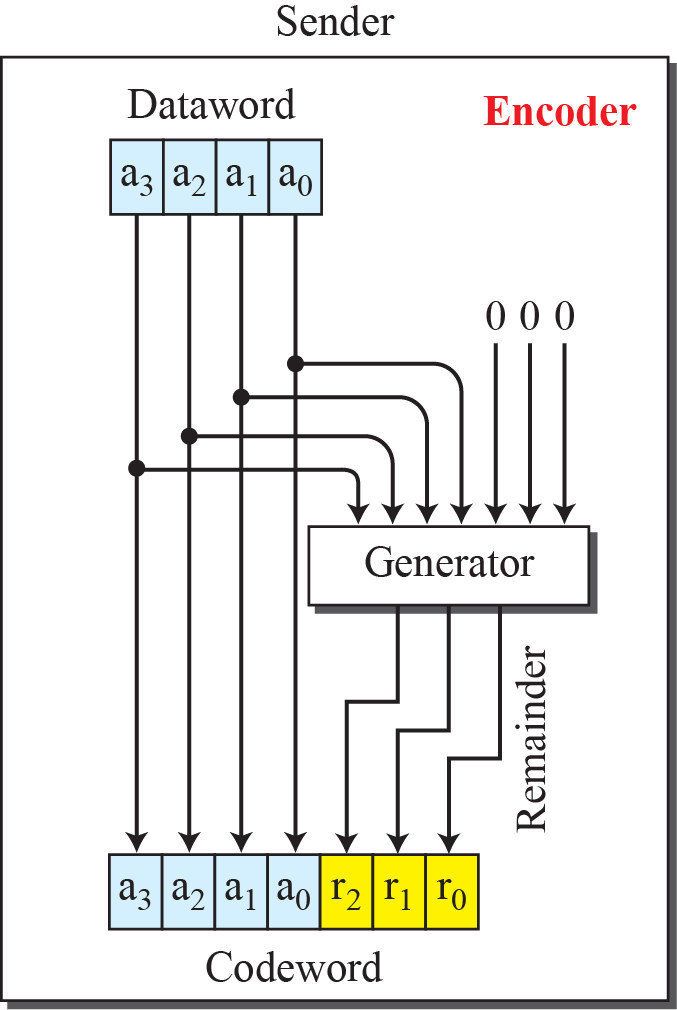 Sender
Dataword
Encoder
a3 a2 a1 a0
0 0 0
Generator
Remainder
a3 a2 a1 a0 r2 r1 r0
Codeword